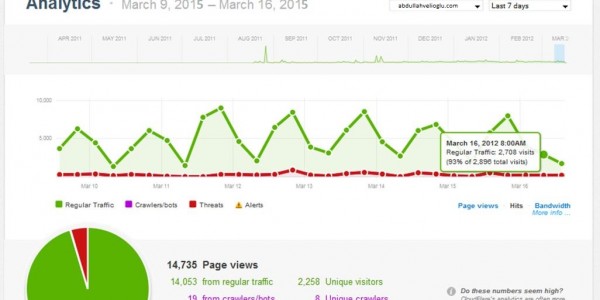 Analytics · March 9, 2015 — March 16, 2015
abdullahvelioglu.com
Last 7 days
APR 2011 MAY 2011 JUN 2011 JUL 2011 AUG 2011 SEP 2011 OCT 2011 NOV 2011 DEC 2011 JAN 2012 FEB 2012 MAR
10,000
5,000
March 16, 2012 8:00AM
Regular Traffic: 2,708 visits
(93% of 2,896 total visits)
Mar 10 Mar 11 Mar 12 Mar 13 Mar 14 Mar 15 Mar 16
Regular Traffic Crawlers/bots Threats Alerts
Page views Hits Bandwidth
More info ...
14,735 Page views
14,053 from regular traffic 2,258 Unique visitors
19 from crawlers/bots 8 Unique crawlers
Do these numbers seem high?
CloudFlare's analytics are often more